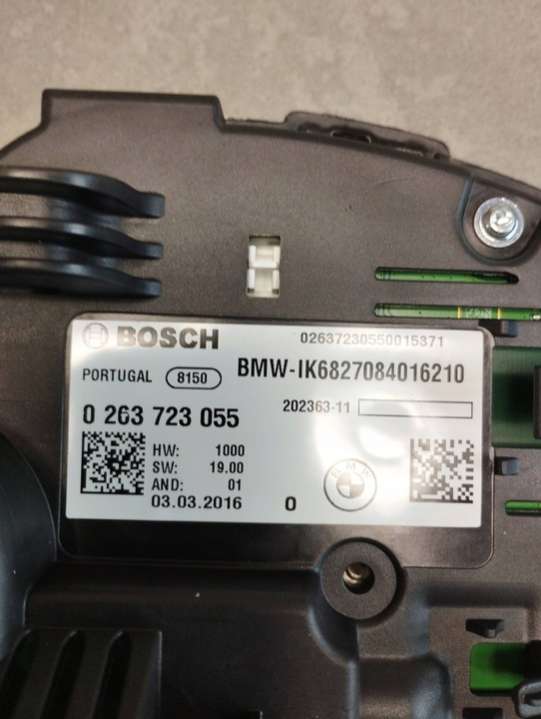 BOSCH 02637230550015371
PORTUGAL 8150 BMW-IK6827084016210
0 263 723 055 202363-11
HW: 1000
SW: 19.00
AND: 01
03.03.2016 0
BMW